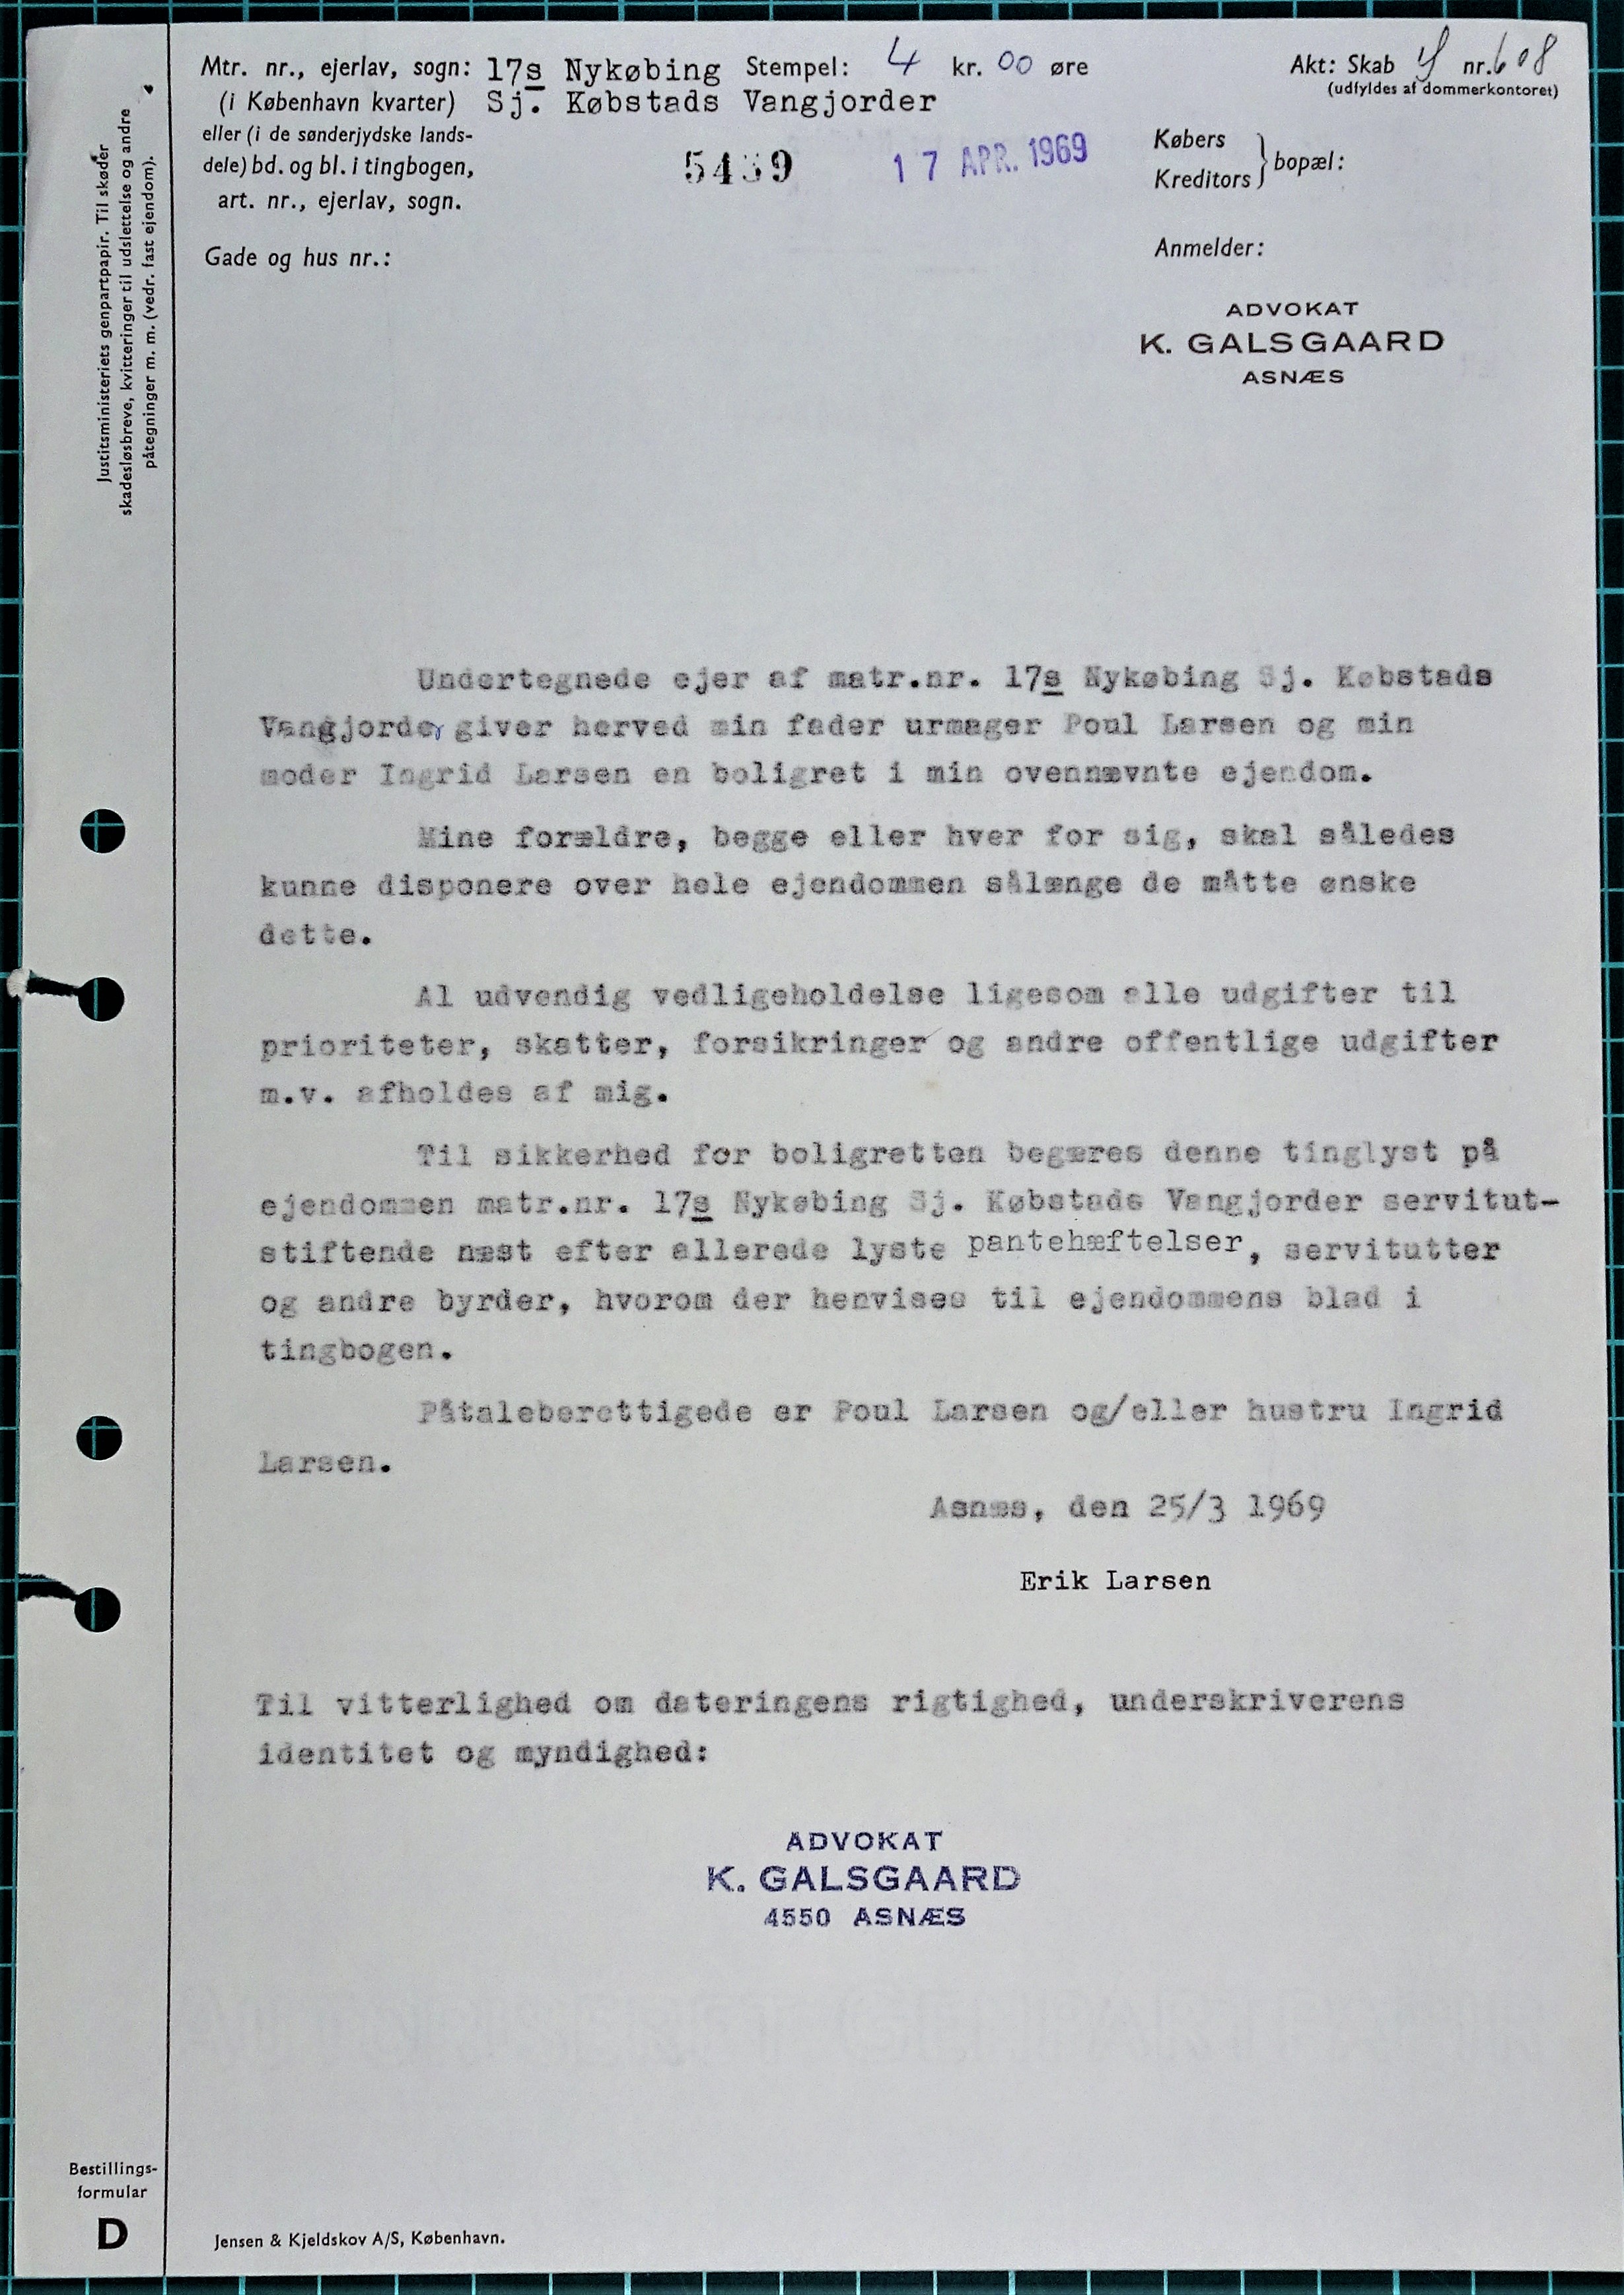 Justitsministeriets genpartpapir. Til skøder
skadesløsbreve, kvitteringer til udslettelse og andre
påtegninger m. m. (vedr. fast ejendom).
Mtr. nr., ejerlav, sogn: 17s Nykøbing Stempel: 4 kr. 00 øre
Akt: Skab nr. 608
(i København kvarter) Sj. Købstads Vangjorder
(udfyldes af dommerkontoret)
eller (i de sønderjydske lands-
dele) bd. og bl. i tingbogen,
art. nr., ejerlav, sogn.
5439 17 APR. 1969
Købers
Kreditors } bopæl:
Gade og hus nr.:
Anmelder:
ADVOKAT
K. GALSGAARD
ASNÆS
Undertegnede ejer af matr.nr. 17s Nykøbing Sj. Købstads
Vangjorder giver herved min fader urmager Poul Larsen og min
moder Ingrid Larsen en boligret i min ovennævnte ejendom.
Mine forældre, begge eller hver for sig, skal således
kunne disponere over hele ejendommen sålænge de måtte ønske
dette.
Al udvendig vedligeholdelse ligesom alle udgifter til
prioriteter, skatter, forsikringer og andre offentlige udgifter
m.v. afholdes af mig.
Til sikkerhed for boligretten begæres denne tinglyst på
ejendommen matr.nr. 17s Nykøbing Sj. Købstads Vangjorder servitut-
stiftende næst efter allerede lyste pantehæftelser, servitutter
og andre byrder, hvorom der henvises til ejendommens blad i
tingbogen.
Påtaleberettigede er Poul Larsen og/eller hustru Ingrid
Larsen.
Asnæs, den 25/3 1969
Erik Larsen
Til vitterlighed om dateringens rigtighed, underskriverens
identitet og myndighed:
ADVOKAT
K. GALSGAARD
4550 ASNÆS
Bestillings-
formular
D
Jensen & Kjeldskov A/S, København.